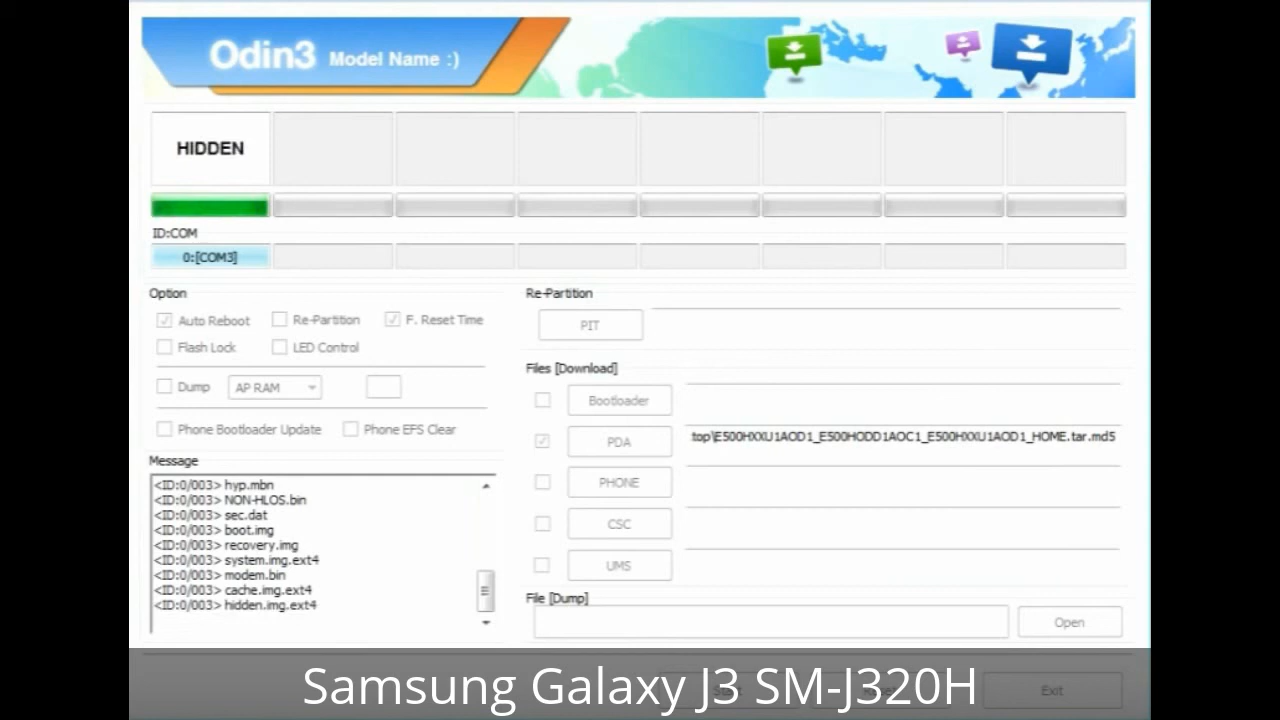 Odin3 Model Name :)
HIDDEN
ID:COM
0:[COM3]
Option
Auto Reboot Re-Partition F. Reset Time
Flash Lock LED Control
Dump AP RAM
Phone Bootloader Update Phone EFS Clear
Message
<ID:0/003> hyp.mbn
<ID:0/003> NON-HLOS.bin
<ID:0/003> sec.dat
<ID:0/003> boot.img
<ID:0/003> recovery.img
<ID:0/003> system.img.ext4
<ID:0/003> modem.bin
<ID:0/003> cache.img.ext4
<ID:0/003> hidden.img.ext4
Re-Partition
PIT
Files [Download]
Bootloader
PDA top\E500HXXU1AOD1_E500HODD1AOC1_E500HXXU1AOD1_HOME.tar.md5
PHONE
CSC
UMS
File [Dump]
Open
Exit
Samsung Galaxy J3 SM-J320H